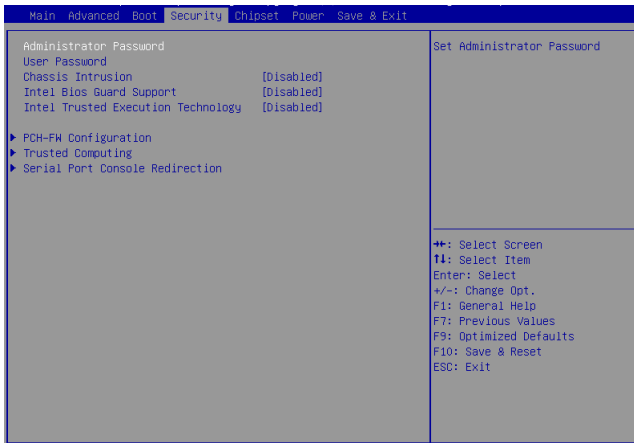 Main Advanced Boot Security Chipset Power Save & Exit
Administrator Password
User Password
Chassis Intrusion [Disabled]
Intel Bios Guard Support [Disabled]
Intel Trusted Execution Technology [Disabled]
▶ PCH-FW Configuration
▶ Trusted Computing
▶ Serial Port Console Redirection
Set Administrator Password
→←: Select Screen
↑↓: Select Item
Enter: Select
+/-: Change Opt.
F1: General Help
F7: Previous Values
F9: Optimized Defaults
F10: Save & Reset
ESC: Exit